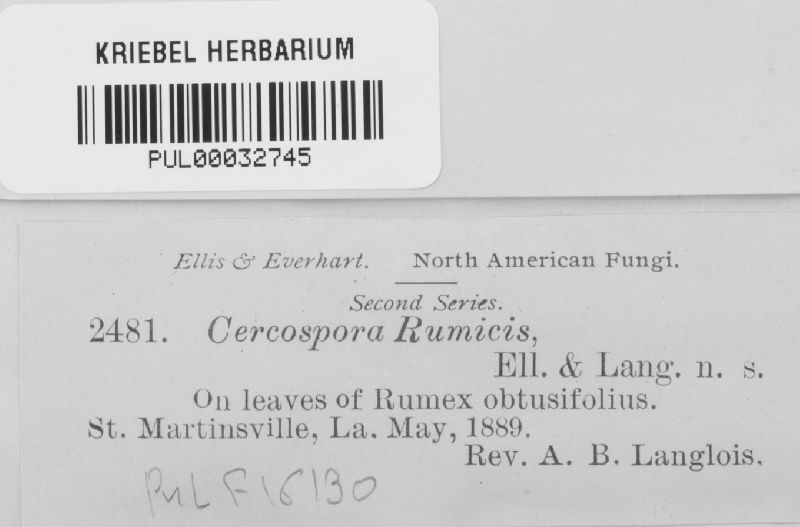 KRIEBEL HERBARIUM
PUL00032745
Ellis & Everhart. North American Fungi.
Second Series.
2481. Cercospora Rumicis,
Ell. & Lang. n. s.
On leaves of Rumex obtusifolius.
St. Martinsville, La. May, 1889.
Rev. A. B. Langlois.
PUL F16130